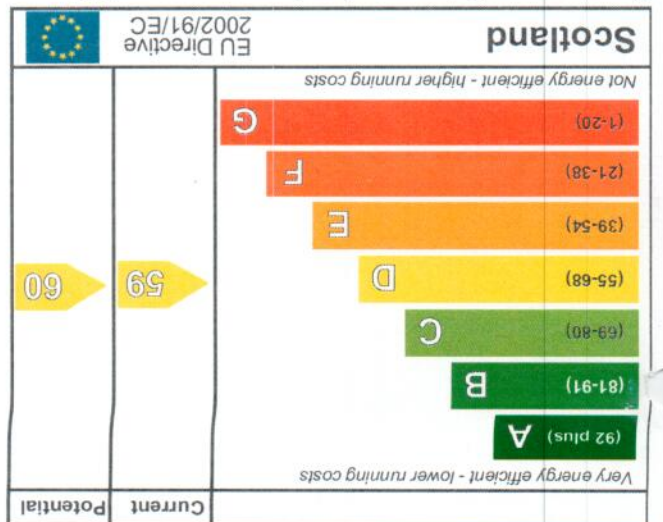 Current Potential
Very energy efficient - lower running costs
(92 plus) A
(81-91) B
(69-80) C
(55-68) D
59
60
(39-54) E
(21-38) F
(1-20) G
Not energy efficient - higher running costs
Scotland
EU Directive
2002/91/EC